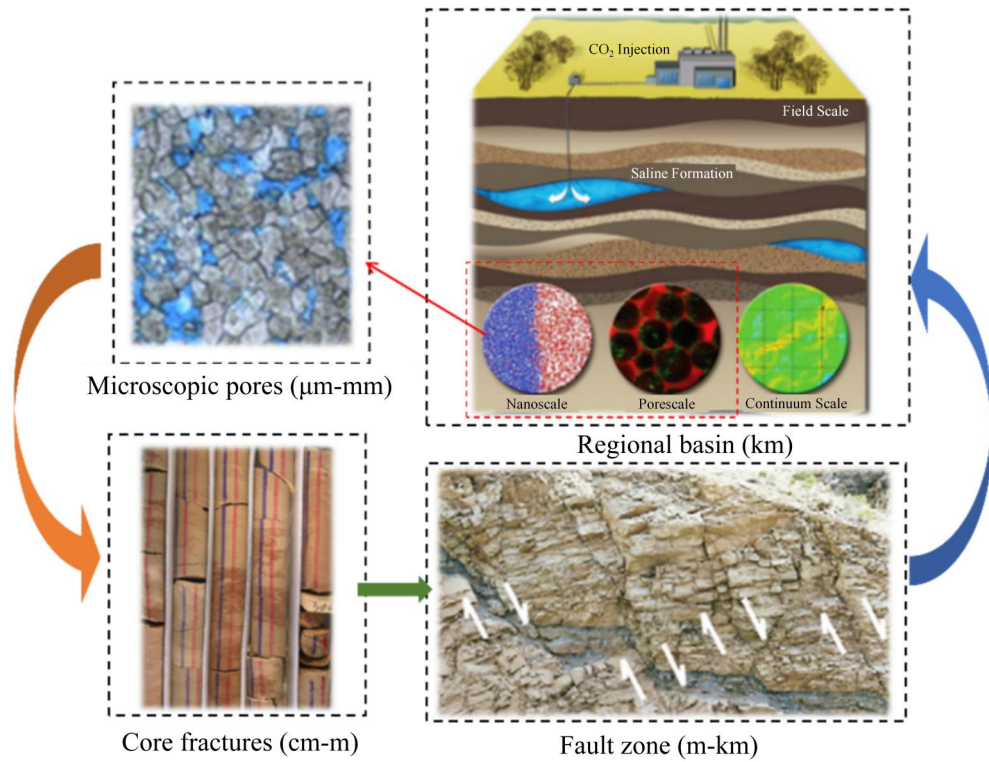 CO₂ Injection
Field Scale
Saline Formation
Nanoscale
Porescale
Continuum Scale
Microscopic pores (μm-mm)
Regional basin (km)
Core fractures (cm-m)
Fault zone (m-km)